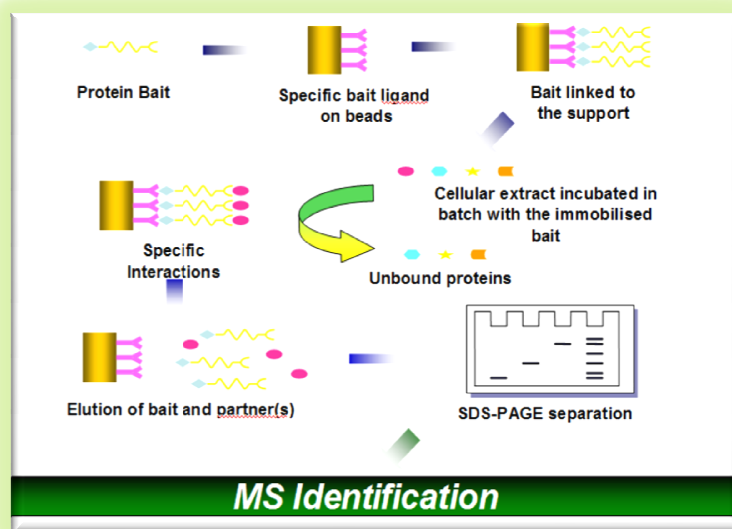 Protein Bait
Specific bait ligand
on beads
Bait linked to
the support
Cellular extract incubated in
batch with the immobilised
bait
Unbound proteins
Specific
Interactions
Elution of bait and partner(s)
SDS-PAGE separation
MS Identification